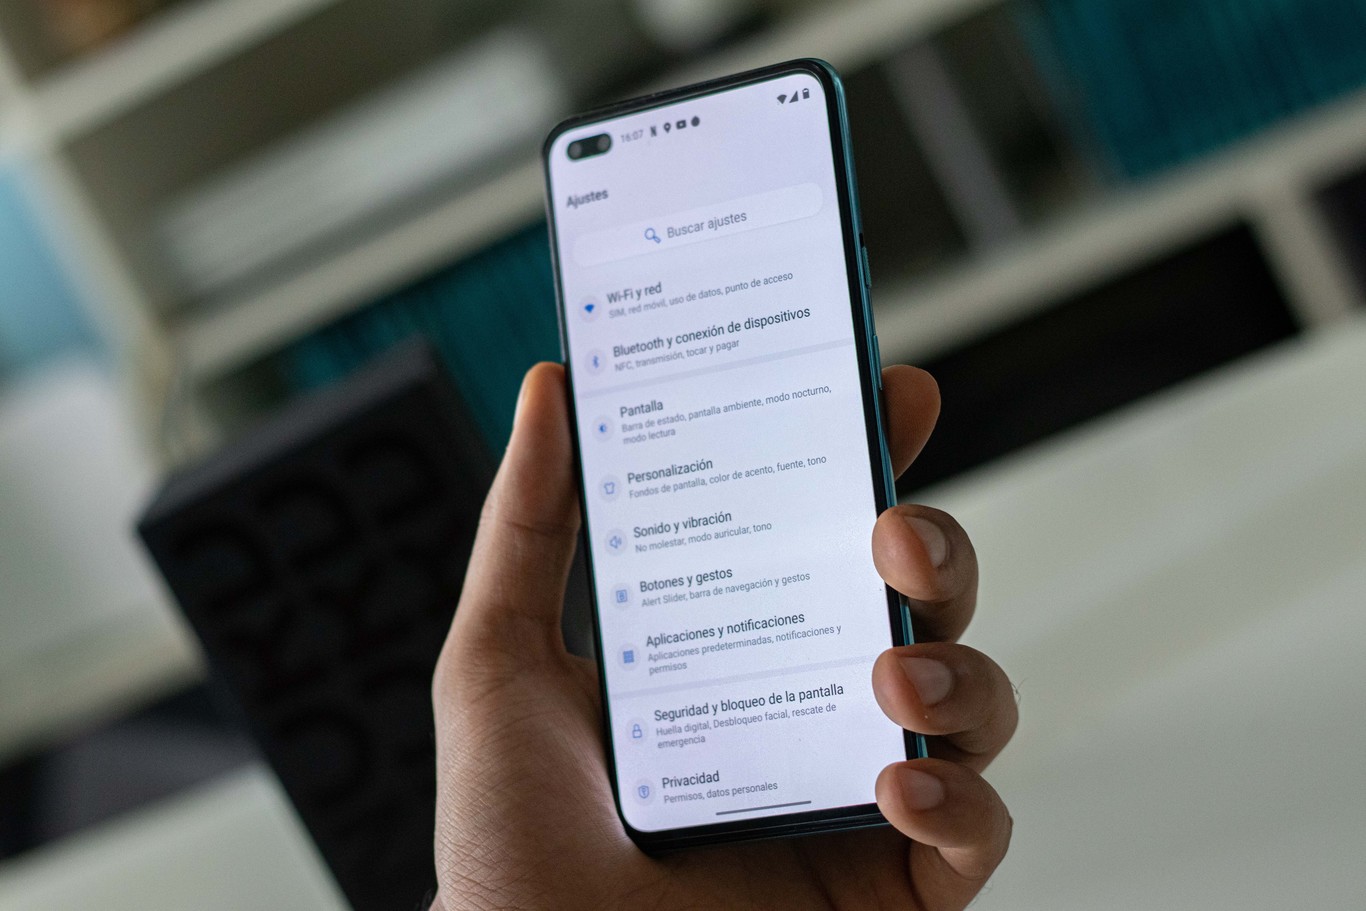 16:07
Ajustes
Buscar ajustes
Wi-Fi y red
SIM, red móvil, uso de datos, punto de acceso
Bluetooth y conexión de dispositivos
NFC, transmisión, tocar y pagar
Pantalla
Barra de estado, pantalla ambiente, modo nocturno,
modo lectura
Personalización
Fondos de pantalla, color de acento, fuente, tono
Sonido y vibración
No molestar, modo auricular, tono
Botones y gestos
Alert Slider, barra de navegación y gestos
Aplicaciones y notificaciones
Aplicaciones predeterminadas, notificaciones y
permisos
Seguridad y bloqueo de la pantalla
Huella digital, Desbloqueo facial, rescate de
emergencia
Privacidad
Permisos, datos personales